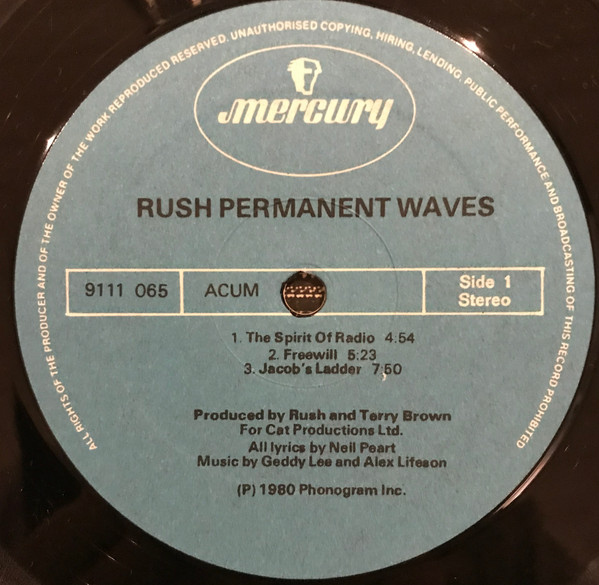 ALL RIGHTS OF THE PRODUCER AND OF THE OWNER OF THE WORK REPRODUCED RESERVED. UNAUTHORISED COPYING, HIRING, LENDING, PUBLIC PERFORMANCE AND BROADCASTING OF THIS RECORD PROHIBITED
mercury
RUSH PERMANENT WAVES
9111 065 ACUM Side 1
Stereo
1. The Spirit Of Radio 4:54
2. Freewill 5:23
3. Jacob's Ladder 7:50
Produced by Rush and Terry Brown
For Cat Productions Ltd.
All lyrics by Neil Peart
Music by Geddy Lee and Alex Lifeson
(P) 1980 Phonogram Inc.